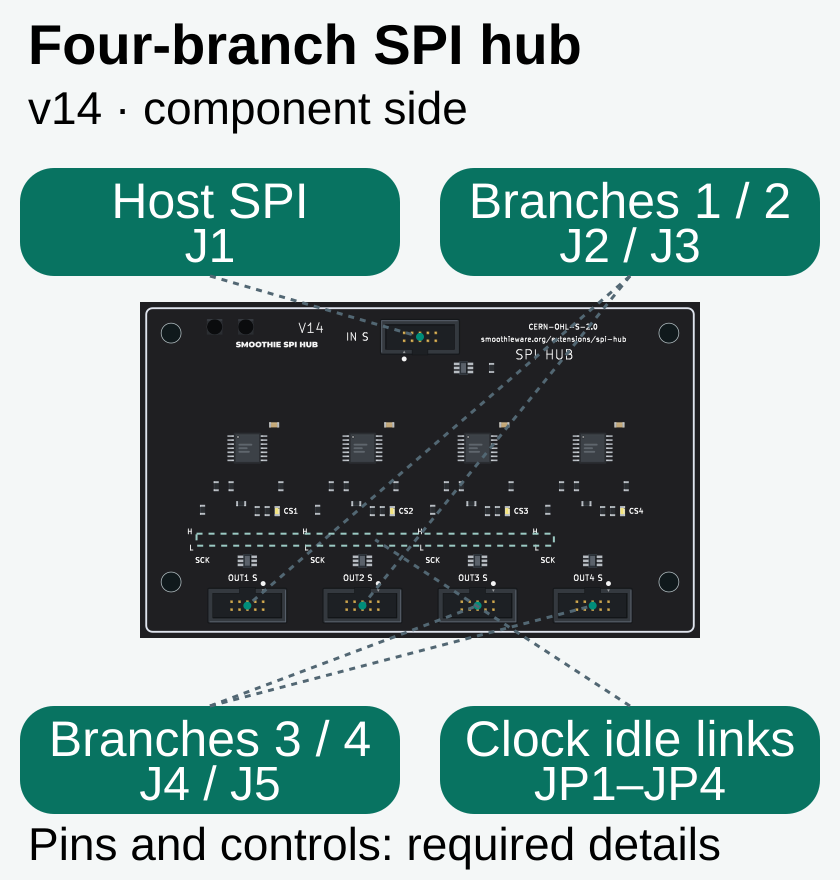 Four-branch SPI hub
v14 · component side
Host SPI
J1
Branches 1 / 2
J2 / J3
V14
IN S
SMOOTHIE SPI HUB
CERN-OHL-S-2.0
smoothieware.org/extensions/spi-hub
SPI HUB
CS1
CS2
CS3
CS4
H
H
H
H
L
L
L
L
SCK
SCK
SCK
SCK
OUT1 S
OUT2 S
OUT3 S
OUT4 S
Branches 3 / 4
J4 / J5
Clock idle links
JP1–JP4
Pins and controls: required details